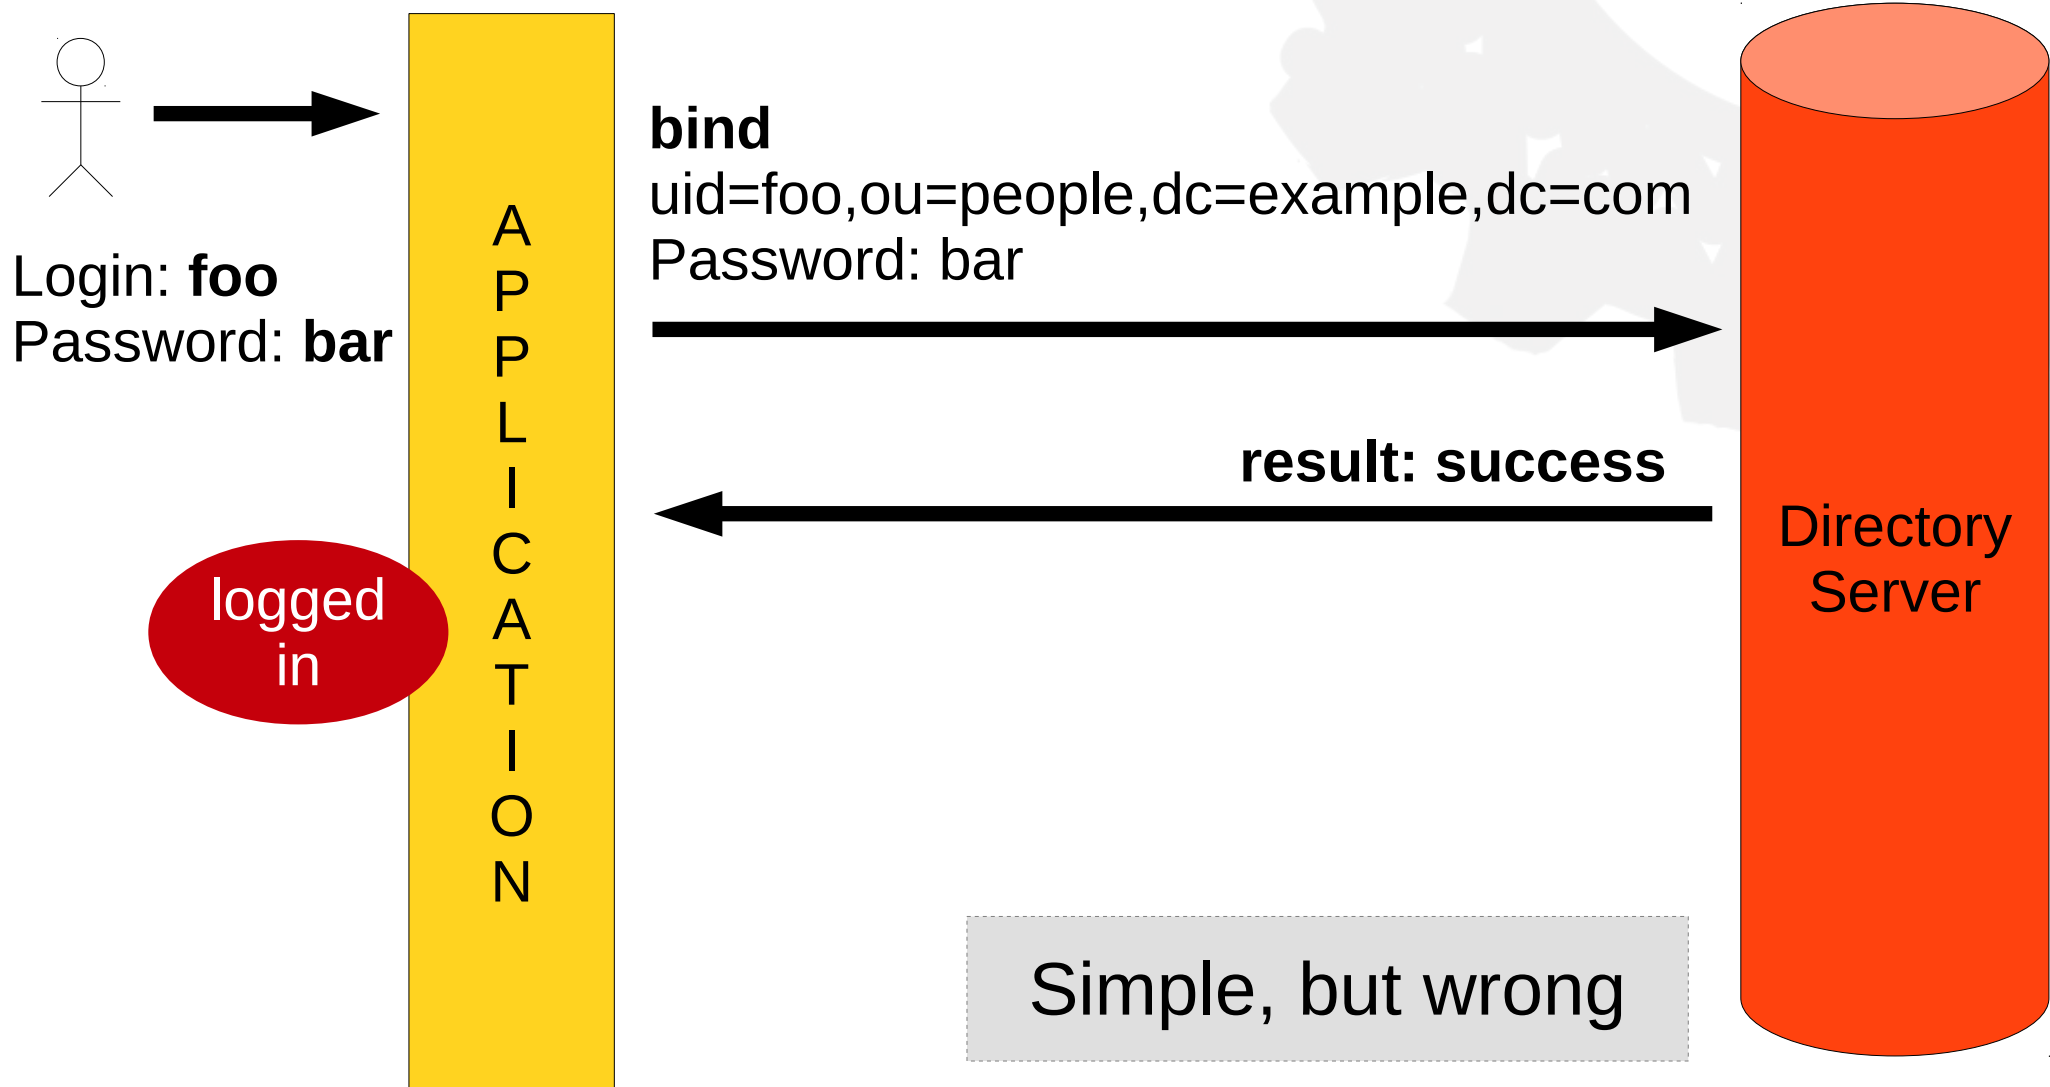 Login: foo
Password: bar
APPLICATION
bind
uid=foo,ou=people,dc=example,dc=com
Password: bar
result: success
logged
in
Directory
Server
Simple, but wrong